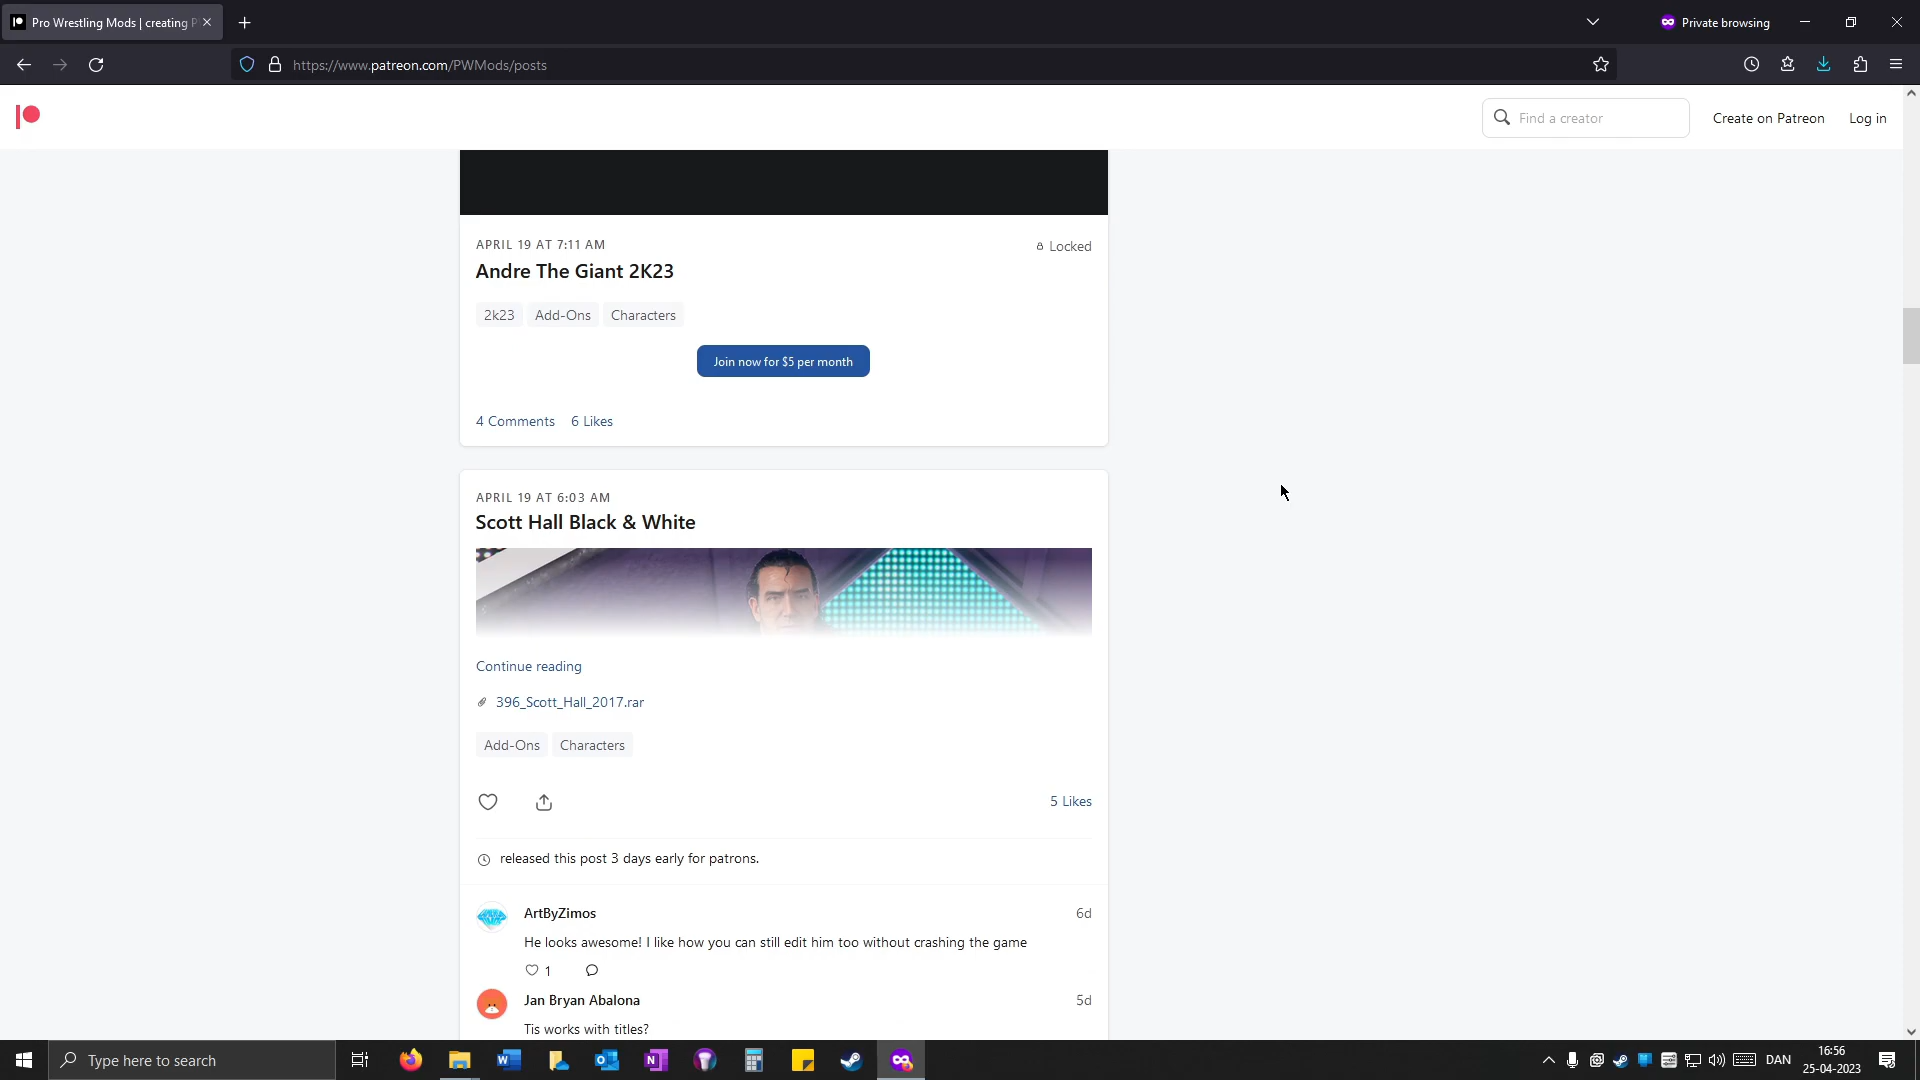 Pro Wrestling Mods | creating P
Private browsing
https://www.patreon.com/PWMods/posts
Find a creator
Create on Patreon
Log in
APRIL 19 AT 7:11 AM
Locked
Andre The Giant 2K23
2k23
Add-Ons
Characters
Join now for $5 per month
4 Comments
6 Likes
APRIL 19 AT 6:03 AM
Scott Hall Black & White
Continue reading
396_Scott_Hall_2017.rar
Add-Ons
Characters
5 Likes
released this post 3 days early for patrons.
ArtByZimos
6d
He looks awesome! I like how you can still edit him too without crashing the game
1
Jan Bryan Abalona
5d
Tis works with titles?
Type here to search
DAN
16:56
25-04-2023